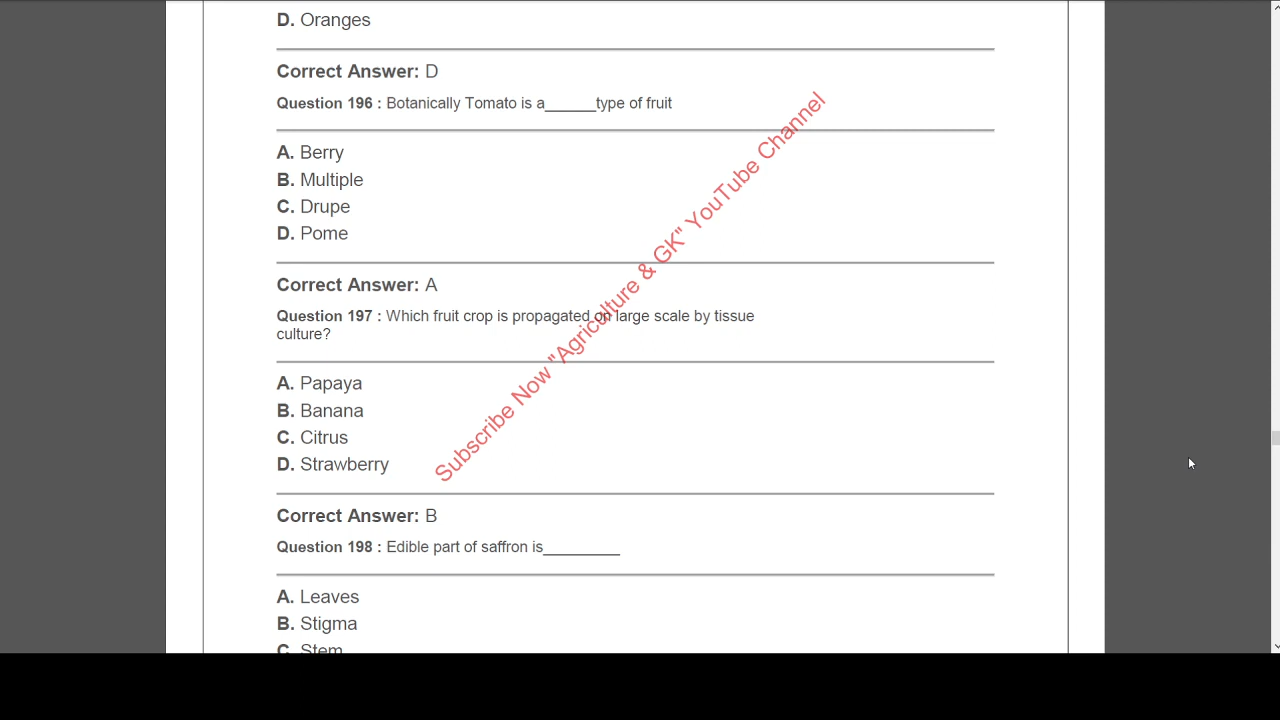 D. Oranges
Correct Answer: D
Question 196 : Botanically Tomato is a______type of fruit
A. Berry
B. Multiple
C. Drupe
D. Pome
Correct Answer: A
Question 197 : Which fruit crop is propagated on large scale by tissue
culture?
A. Papaya
B. Banana
C. Citrus
D. Strawberry
Correct Answer: B
Question 198 : Edible part of saffron is_________
A. Leaves
B. Stigma
C. Stem
Subscribe Now "Agriculture & GK" YouTube Channel